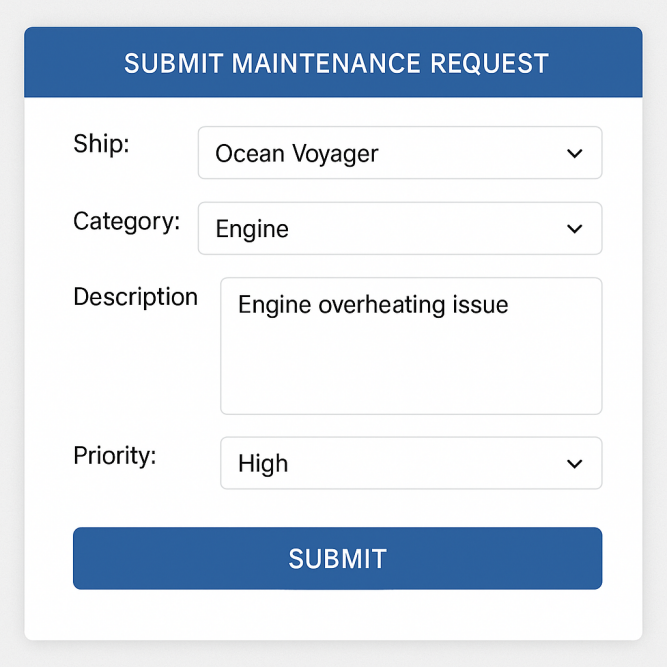 SUBMIT MAINTENANCE REQUEST
Ship: Ocean Voyager
Category: Engine
Description Engine overheating issue
Priority: High
SUBMIT